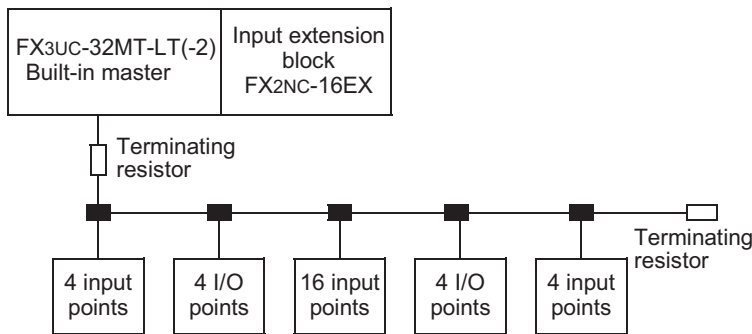 FX3UC-32MT-LT(-2)
Built-in master
Input extension
block
FX2NC-16EX
Terminating
resistor
Terminating
resistor
4 input
points
4 I/O
points
16 input
points
4 I/O
points
4 input
points